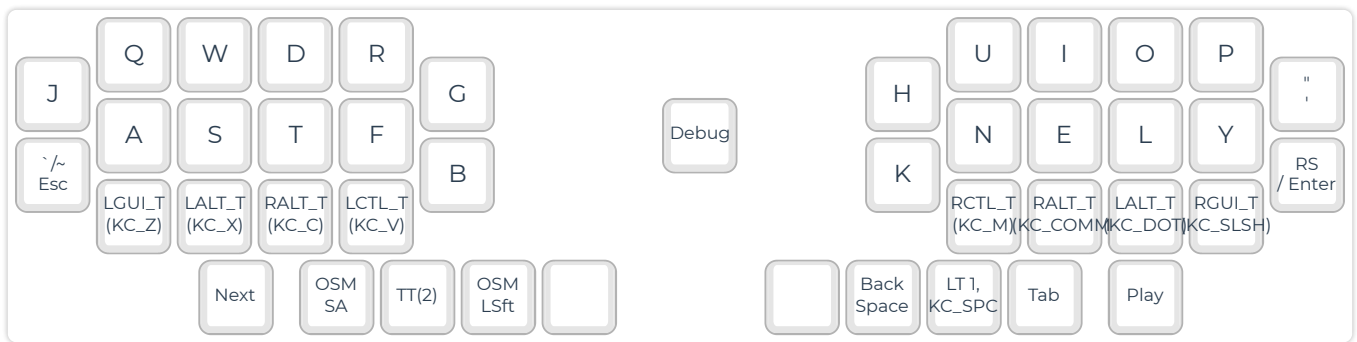 Q W D R U I O P
J G H "
'
A S T F Debug N E L Y
`/~
Esc B K RS
/ Enter
LGUI_T LALT_T RALT_T LCTL_T RCTL_T RALT_T LALT_T RGUI_T
(KC_Z) (KC_X) (KC_C) (KC_V) (KC_M) (KC_COMM) (KC_DOT) (KC_SLSH)
Next OSM
SA TT(2) OSM
LSft Back
Space LT 1,
KC_SPC Tab Play